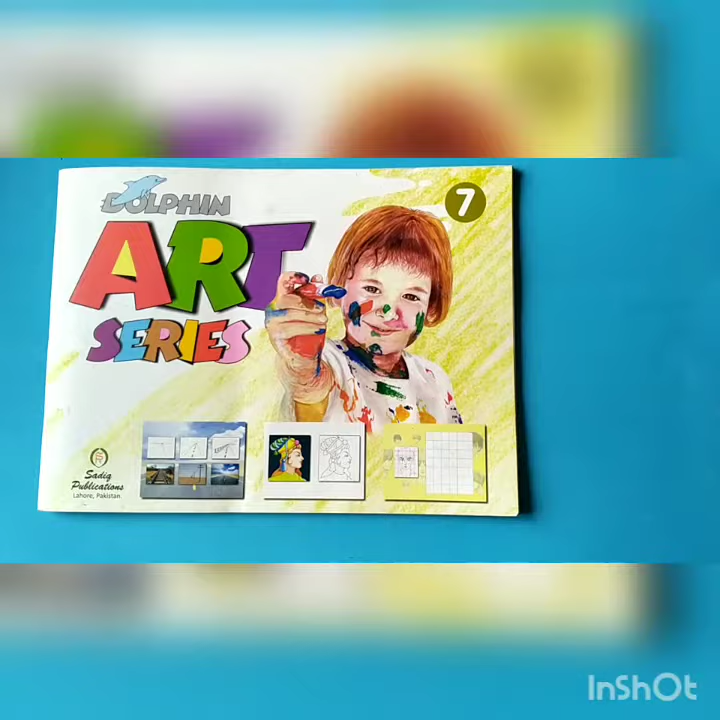 DOLPHIN
7
ART
SERIES
Sadiq
Publications
Lahore, Pakistan.
InShOt